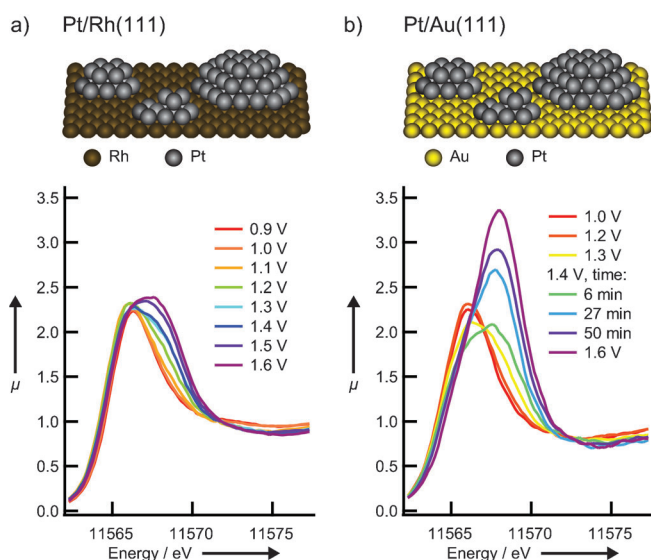 a) Pt/Rh(111)
Rh Pt
3.5
3.0
2.5
2.0
1.5
1.0
0.5
0.0
μ
0.9 V
1.0 V
1.1 V
1.2 V
1.3 V
1.4 V
1.5 V
1.6 V
11565 11570 11575
Energy / eV
b) Pt/Au(111)
Au Pt
3.5
3.0
2.5
2.0
1.5
1.0
0.5
0.0
μ
1.0 V
1.2 V
1.3 V
1.4 V, time:
6 min
27 min
50 min
1.6 V
11565 11570 11575
Energy / eV